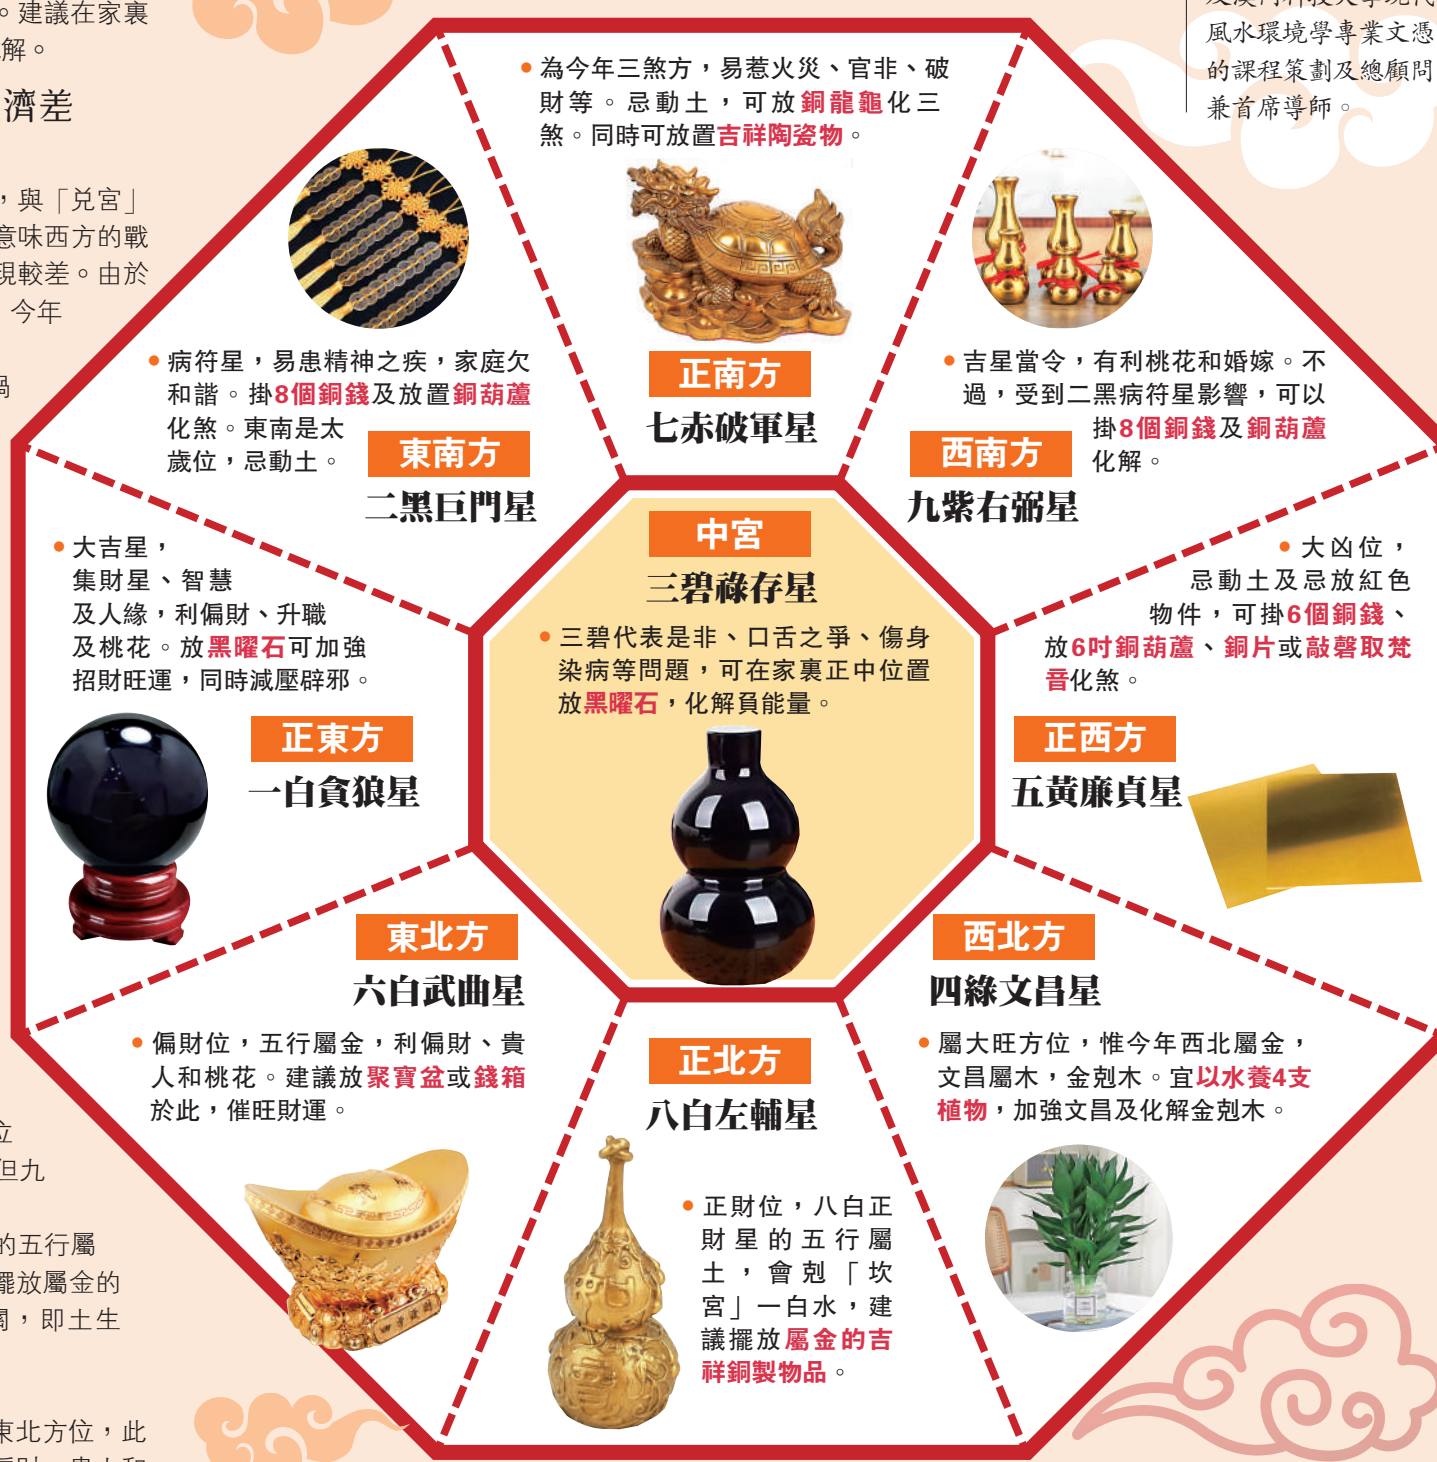 。建議在家裏
解。
濟差
，與「兌宮」
意味西方的戰
現較差。由於
今年
位
但九
的五行屬
擺放屬金的
，即土生
東北方位，此
風水環境學專業文憑
的課程策劃及總顧問
兼首席導師。
•為今年三煞方，易惹火災、官非、破
財等。忌動土，可放銅龍龜化三
煞。同時可放置吉祥陶瓷物。
正南方
七赤破軍星
•病符星，易患精神之疾，家庭欠
和諧。掛8個銅錢及放置銅葫蘆
化煞。東南是太
歲位，忌動土。
東南方
二黑巨門星
•吉星當令，有利桃花和婚嫁。不
過，受到二黑病符星影響，可以
掛8個銅錢及銅葫蘆
化解。
西南方
九紫右弼星
•大吉星，
集財星、智慧
及人緣，利偏財、升職
及桃花。放黑曜石可加強
招財旺運，同時減壓辟邪。
正東方
一白貪狼星
中宮
三碧祿存星
•三碧代表是非、口舌之爭、傷身
染病等問題，可在家裏正中位置
放黑曜石，化解負能量。
•大凶位，
忌動土及忌放紅色
物件，可掛6個銅錢、
放6吋銅葫蘆、銅片或敲磬取梵
音化煞。
正西方
五黃廉貞星
東北方
六白武曲星
•偏財位，五行屬金，利偏財、貴
人和桃花。建議放聚寶盆或錢箱
於此，催旺財運。
正北方
八白左輔星
•正財位，八白正
財星的五行屬
土，會剋「坎
宮」一白水，建
議擺放屬金的吉
祥銅製物品。
西北方
四綠文昌星
•屬大旺方位，惟今年西北屬金，
文昌屬木，金剋木。宜以水養4支
植物，加強文昌及化解金剋木。